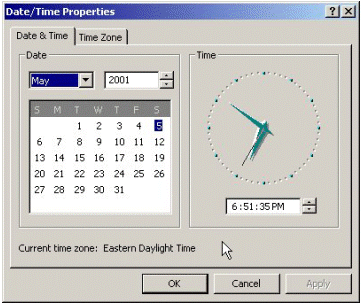 Date/Time Properties
Date & Time
Time Zone
Date
May
2001
S M T W T F S
1 2 3 4 5
6 7 8 9 10 11 12
13 14 15 16 17 18 19
20 21 22 23 24 25 26
27 28 29 30 31
Time
6:51:35 PM
Current time zone: Eastern Daylight Time
OK
Cancel
Apply